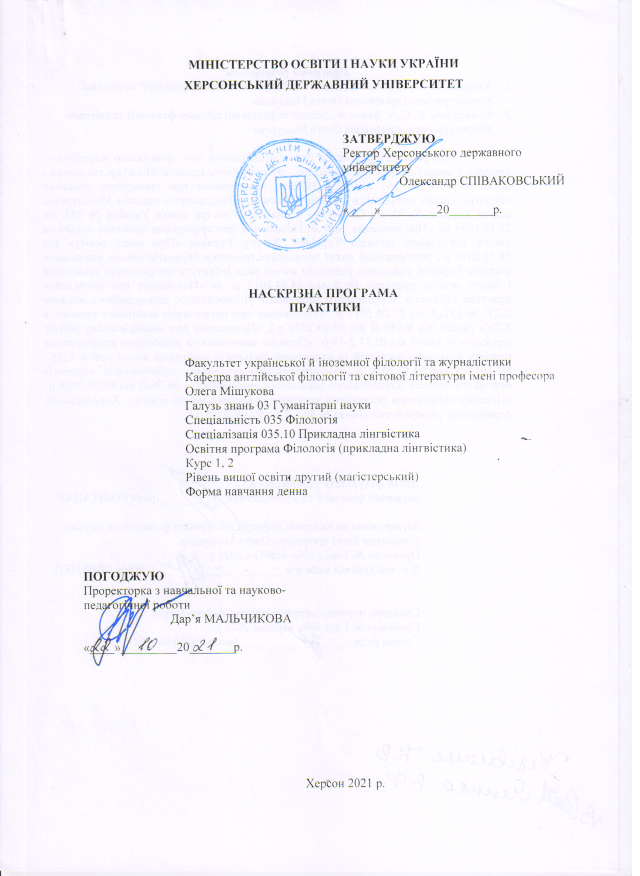 МІНІСТЕРСТВО ОСВІТИ І НАУКИ УКРАЇНИ
ХЕРСОНСЬКИЙ ДЕРЖАВНИЙ УНІВЕРСИТЕТ
ЗАТВЕРДЖУЮ
Ректор Херсонського державного
університету
Олександр СПІВАКОВСЬКИЙ
«____»_________20_______р.
НАСКРІЗНА ПРОГРАМА
ПРАКТИКИ
Факультет української й іноземної філології та журналістики
Кафедра англійської філології та світової літератури імені професора
Олега Мішукова
Галузь знань 03 Гуманітарні науки
Спеціальність 035 Філологія
Спеціалізація 035.10 Прикладна лінгвістика
Освітня програма Філологія (прикладна лінгвістика)
Курс 1, 2
Рівень вищої освіти другий (магістерський)
Форма навчання денна
ПОГОДЖУЮ
Проректорка з навчальної та науково-
педагогічної роботи
Дар’я МАЛЬЧИКОВА
«22» 10 20 21 р.
Херсон 2021 р.